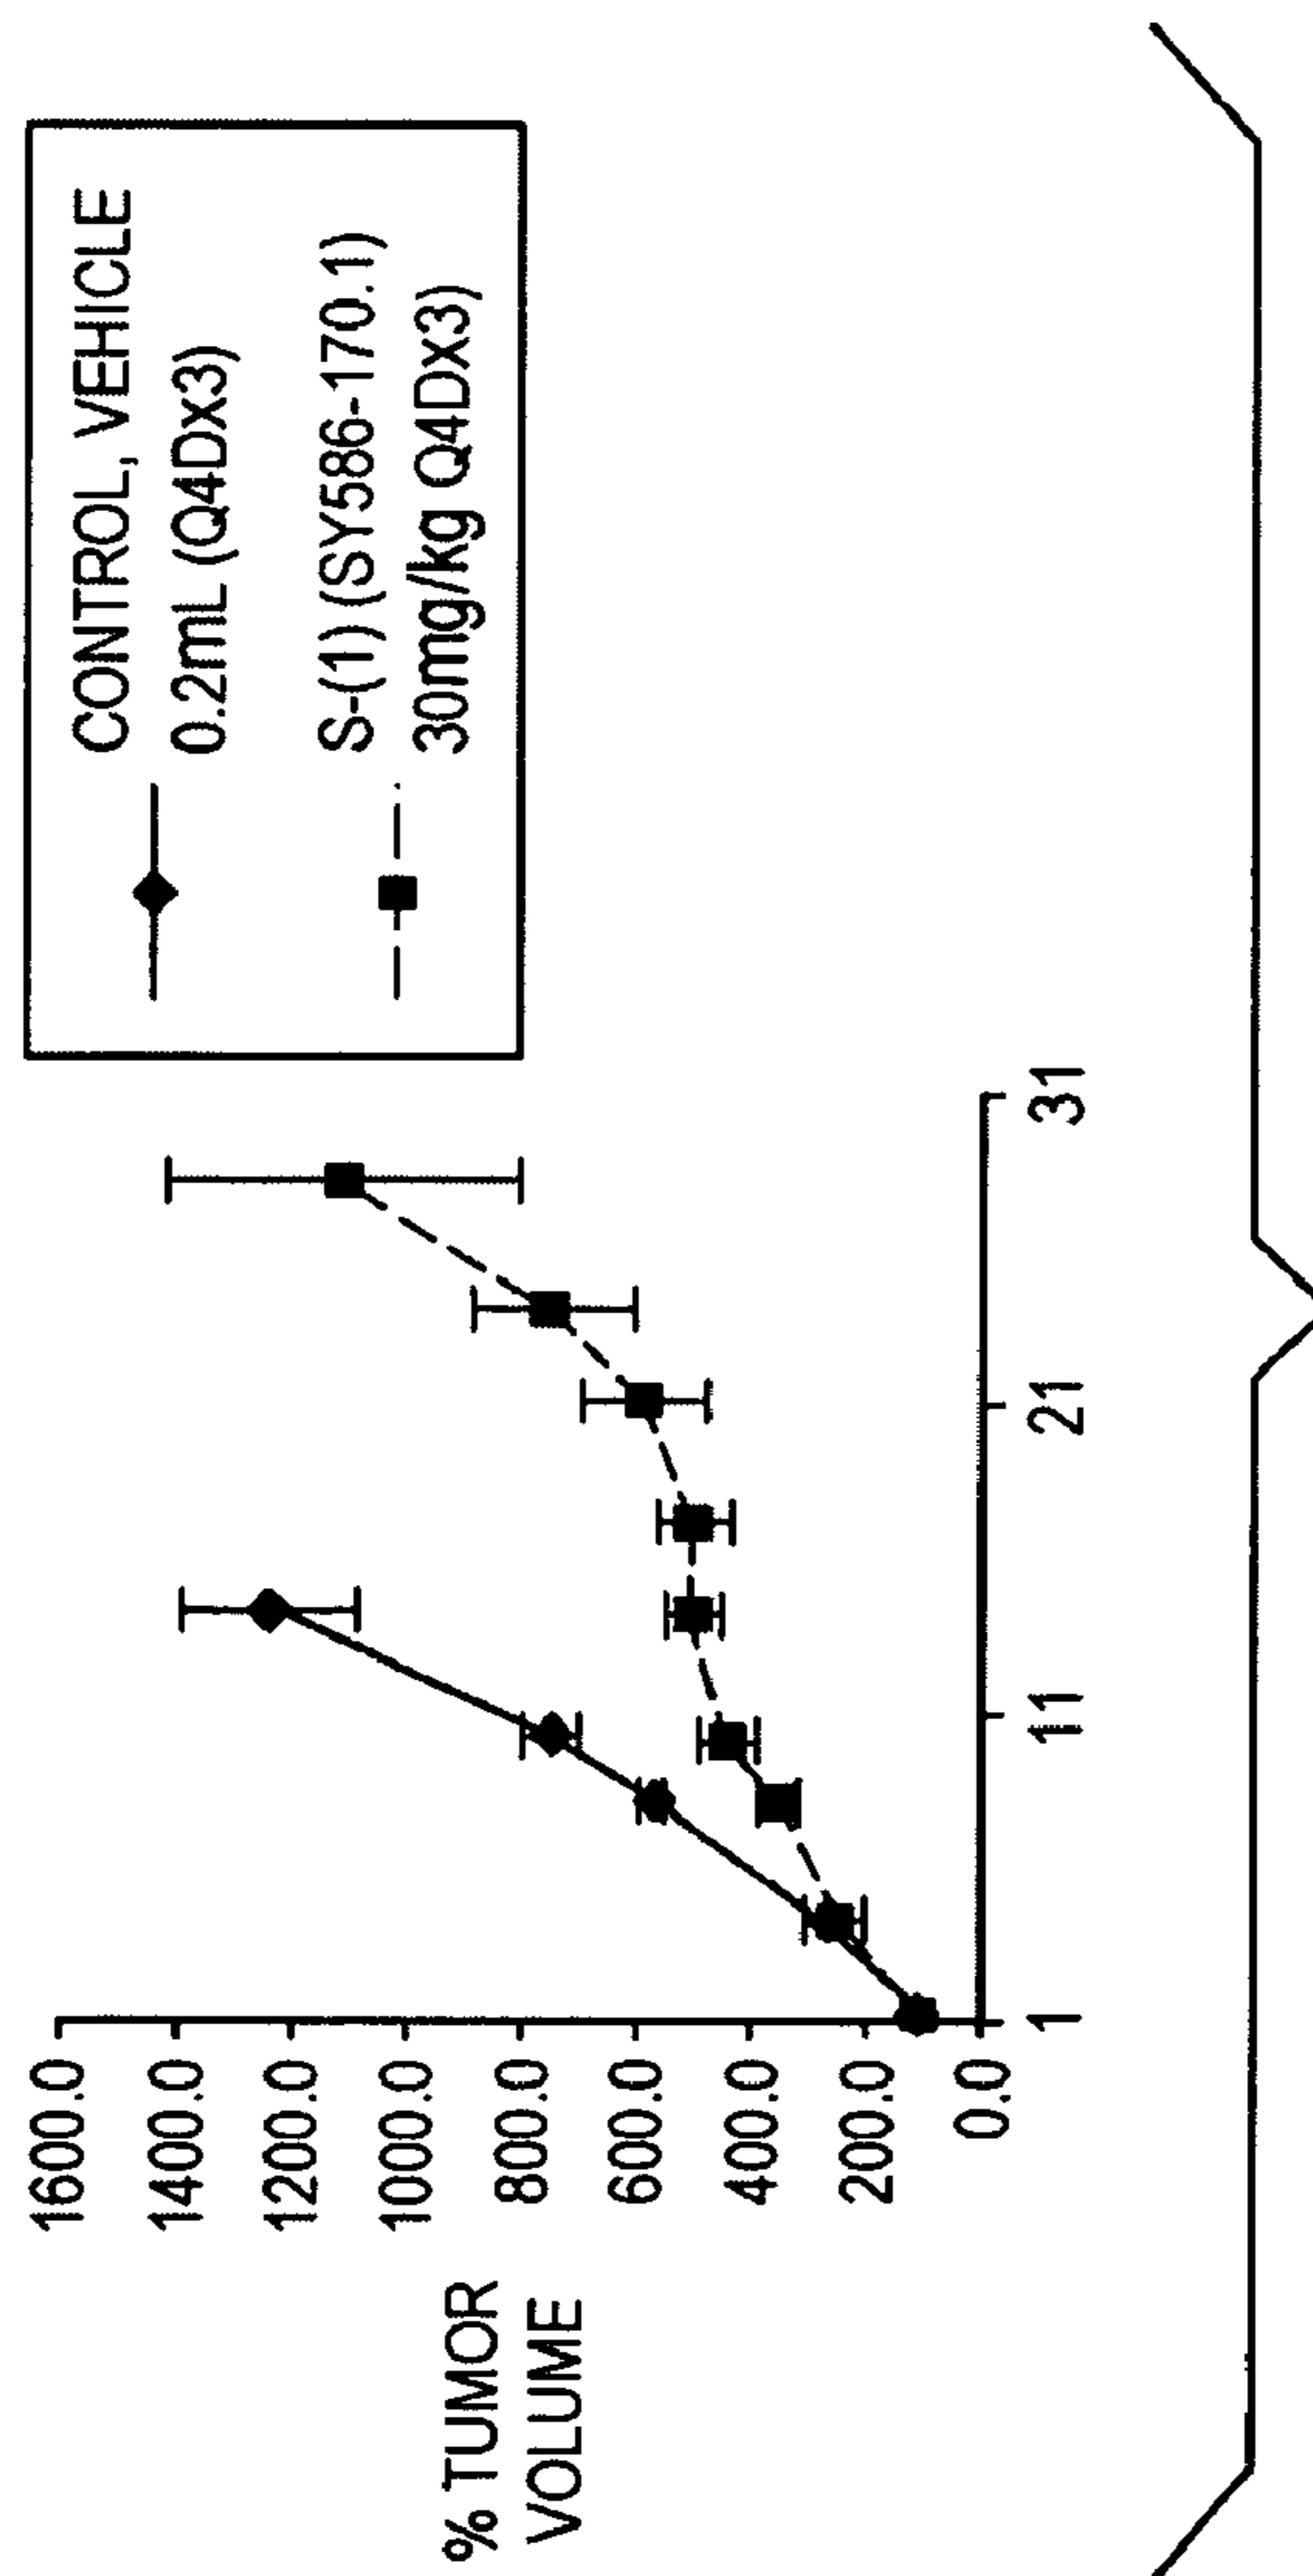 % TUMOR
VOLUME
1600.0
1400.0
1200.0
1000.0
800.0
600.0
400.0
200.0
0.0
1
11
21
31
CONTROL, VEHICLE
0.2mL (Q4Dx3)
S-(1) (SY586-170.1)
30mg/kg Q4Dx3)